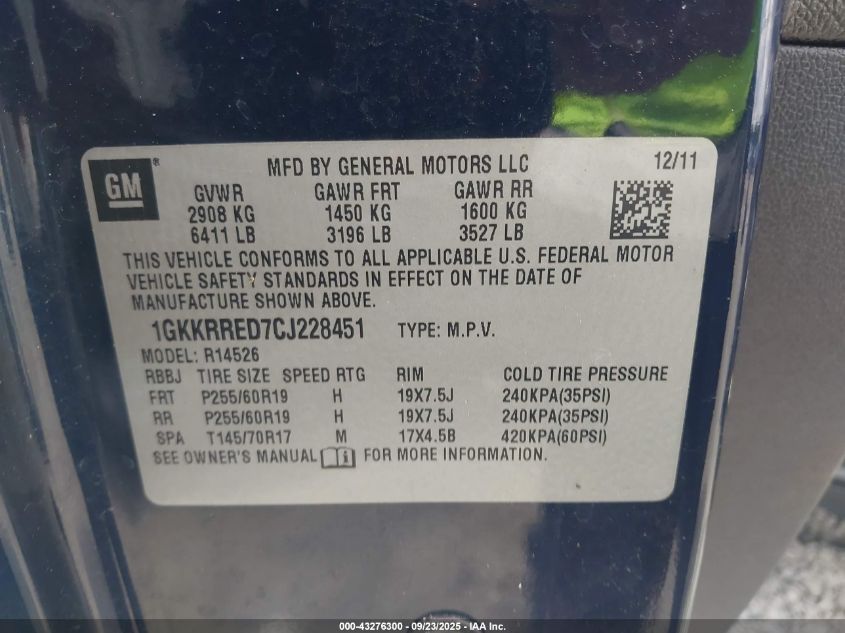 GM®
MFD BY GENERAL MOTORS LLC 12/11
GVWR GAWR FRT GAWR RR
2908 KG 1450 KG 1600 KG
6411 LB 3196 LB 3527 LB
THIS VEHICLE CONFORMS TO ALL APPLICABLE U.S. FEDERAL MOTOR
VEHICLE SAFETY STANDARDS IN EFFECT ON THE DATE OF
MANUFACTURE SHOWN ABOVE.
1GKKRRED7CJ228451 TYPE: M.P.V.
MODEL: R14526
RBBJ TIRE SIZE SPEED RTG RIM COLD TIRE PRESSURE
FRT P255/60R19 H 19X7.5J 240KPA(35PSI)
RR P255/60R19 H 19X7.5J 240KPA(35PSI)
SPA T145/70R17 M 17X4.5B 420KPA(60PSI)
SEE OWNER'S MANUAL i FOR MORE INFORMATION.
000-43276300 - 09/23/2025 - IAA Inc.